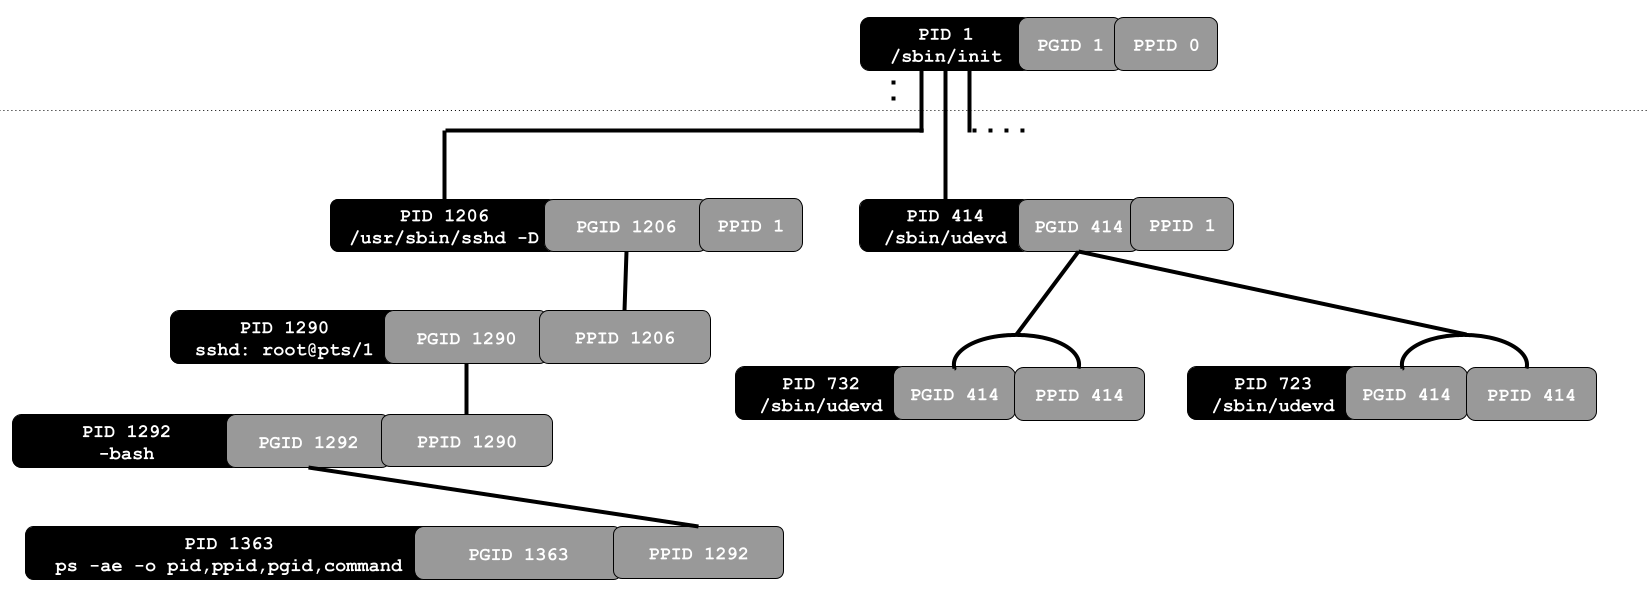 PID 1
/sbin/init
PGID 1
PPID 0
PID 1206
/usr/sbin/sshd -D
PGID 1206
PPID 1
PID 414
/sbin/udevd
PGID 414
PPID 1
PID 1290
sshd: root@pts/1
PGID 1290
PPID 1206
PID 732
/sbin/udevd
PGID 414
PPID 414
PID 723
/sbin/udevd
PGID 414
PPID 414
PID 1292
-bash
PGID 1292
PPID 1290
PID 1363
ps -ae -o pid,ppid,pgid,command
PGID 1363
PPID 1292